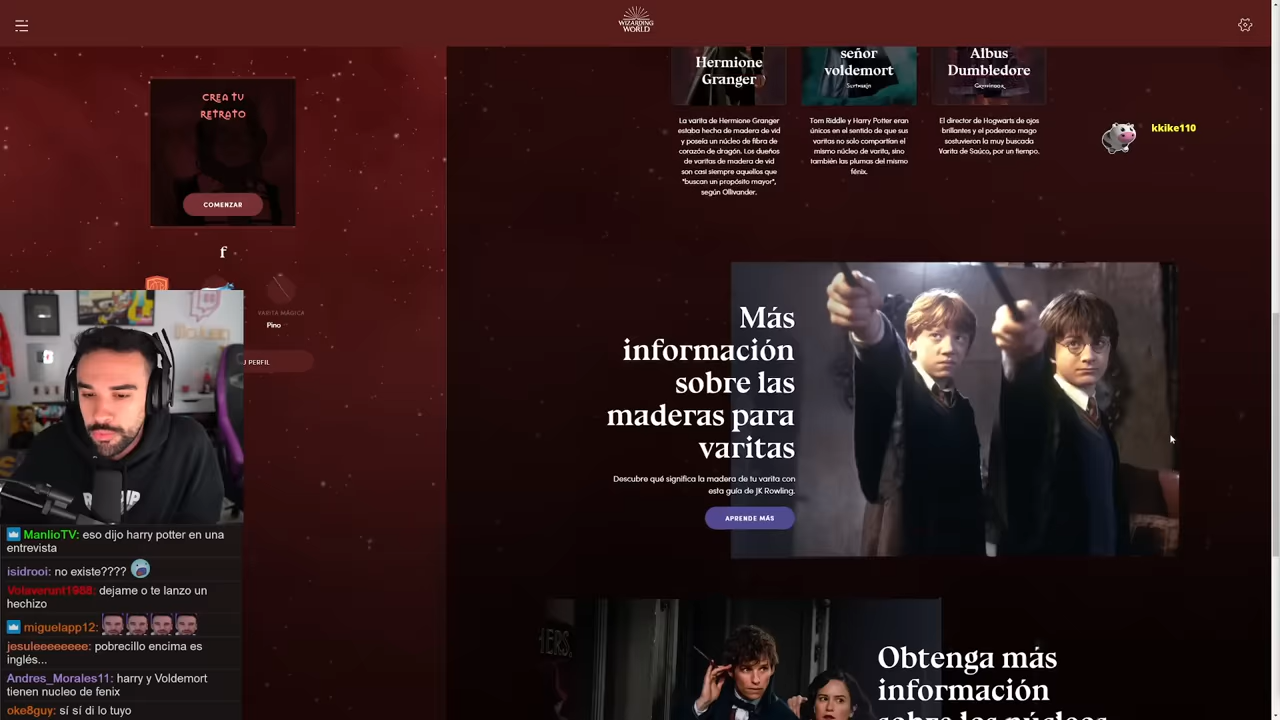 WIZARDING
WORLD
CREA TU
RETRATO
COMENZAR
f
VARITA MÁGICA
Pino
PERFIL
Hermione
Granger
señor
voldemort
Slytherin
Albus
Dumbledore
Gryffindor
La varita de Hermione Granger
estaba hecha de madera de vid
y poseía un núcleo de fibra de
corazón de dragón. Los dueños
de varitas de madera de vid
son casi siempre aquellos que
"buscan un propósito mayor",
según Ollivander.
Tom Riddle y Harry Potter eran
únicos en el sentido de que sus
varitas no solo compartían el
mismo núcleo de varita, sino
también las plumas del mismo
fénix.
El director de Hogwarts de ojos
brillantes y el poderoso mago
sostuvieron la muy buscada
Varita de Saúco, por un tiempo.
kkike110
Más
información
sobre las
maderas para
varitas
Descubre qué significa la madera de tu varita con
esta guía de JK Rowling.
APRENDE MÁS
HERS.
Obtenga más
información
sobre los núcleos
ManlioTV: eso dijo harry potter en una
entrevista
isidrooi: no existe????
Volaverunt1988: dejame o te lanzo un
hechizo
miguelapp12:
jesuleeeeeeee: pobrecillo encima es
inglés...
Andres_Morales11: harry y Voldemort
tienen nucleo de fenix
oke8guy: sí sí di lo tuyo